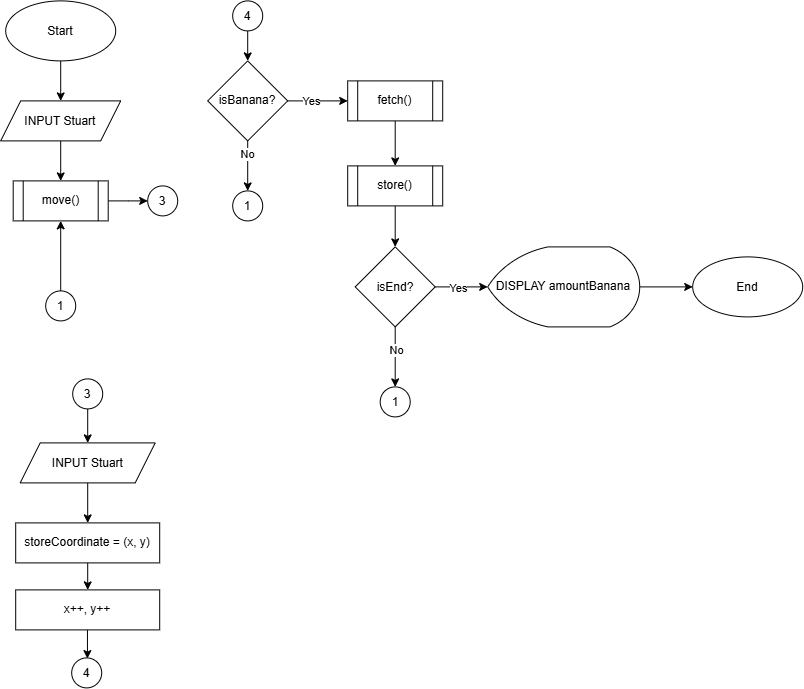 Start
INPUT Stuart
move()
3
1
4
isBanana?
Yes
fetch()
No
1
store()
isEnd?
Yes
DISPLAY amountBanana
End
No
1
3
INPUT Stuart
storeCoordinate = (x, y)
x++, y++
4